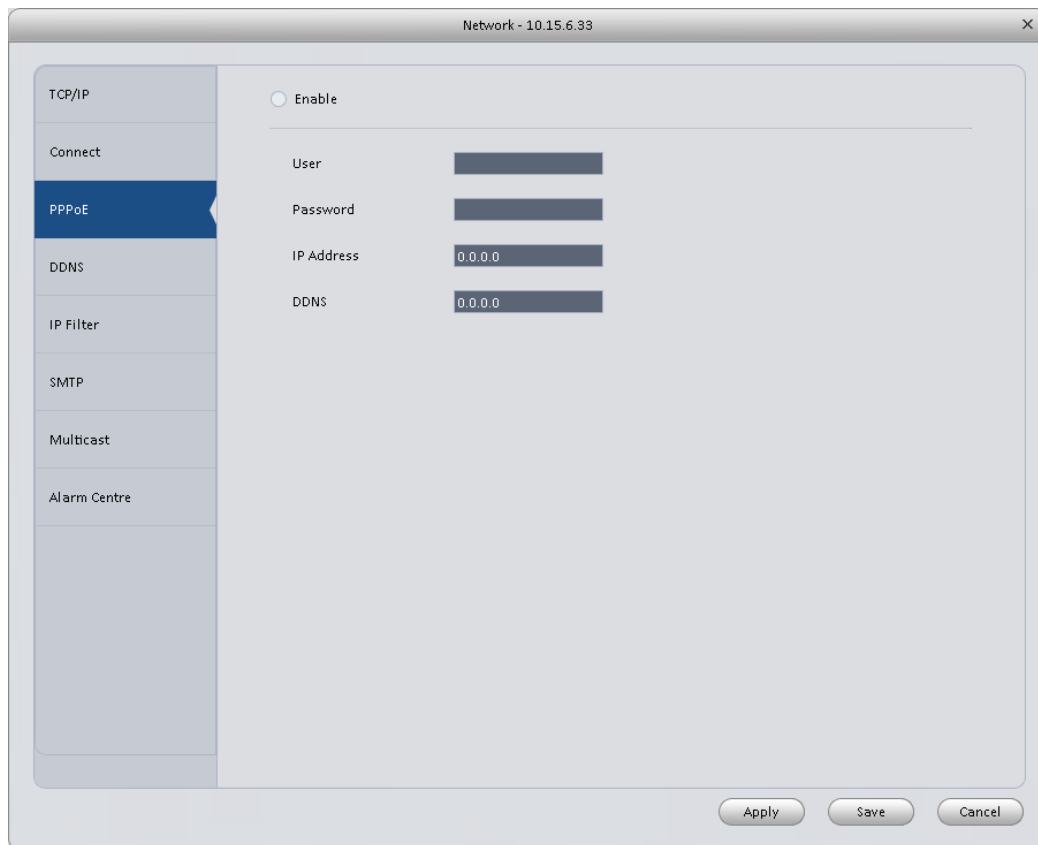 Network - 10.15.6.33
TCP/IP
Connect
PPPoE
DDNS
IP Filter
SMTP
Multicast
Alarm Centre
Enable
User
Password
IP Address 0.0.0.0
DDNS 0.0.0.0
Apply Save Cancel